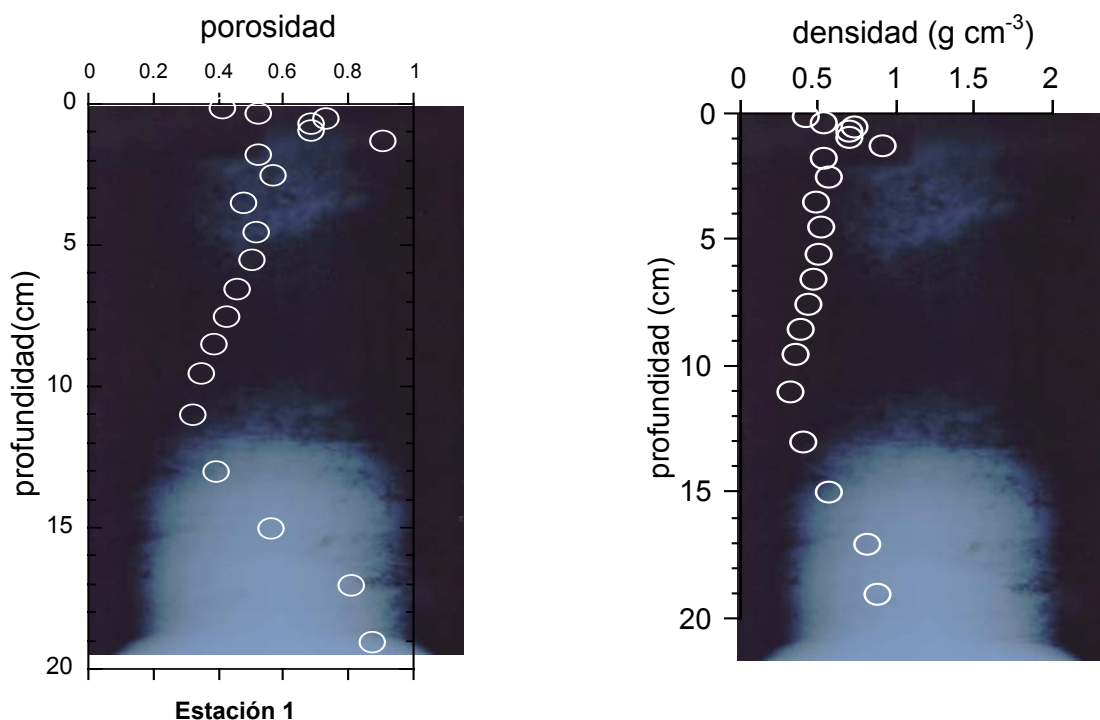 porosidad
0 0.2 0.4 0.6 0.8 1
0
5
10
15
20
profundidad(cm)
Estación 1
densidad (g cm-3)
0 0.5 1 1.5 2
0
5
10
15
20
profundidad (cm)